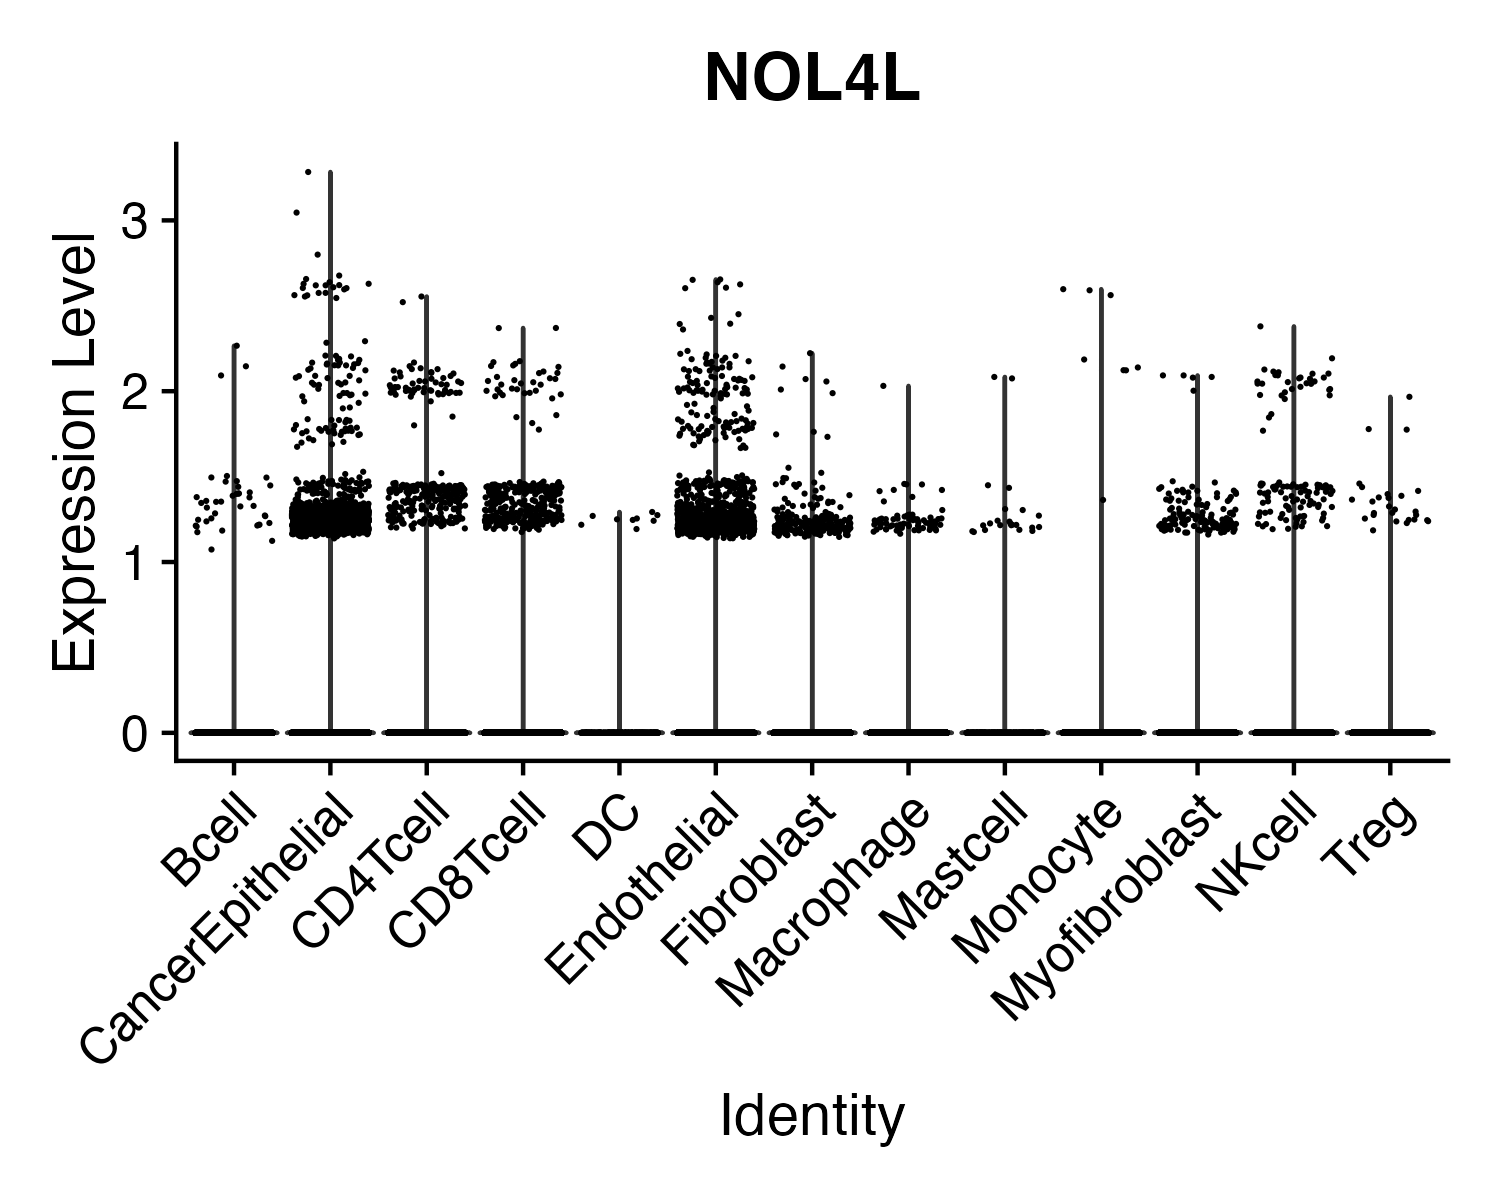 NOL4L
Expression Level
3
2
1
0
Bcell
CancerEpithelial
CD4Tcell
CD8Tcell
DC
Endothelial
Fibroblast
Macrophage
Mastcell
Monocyte
Myofibroblast
NKcell
Treg
Identity